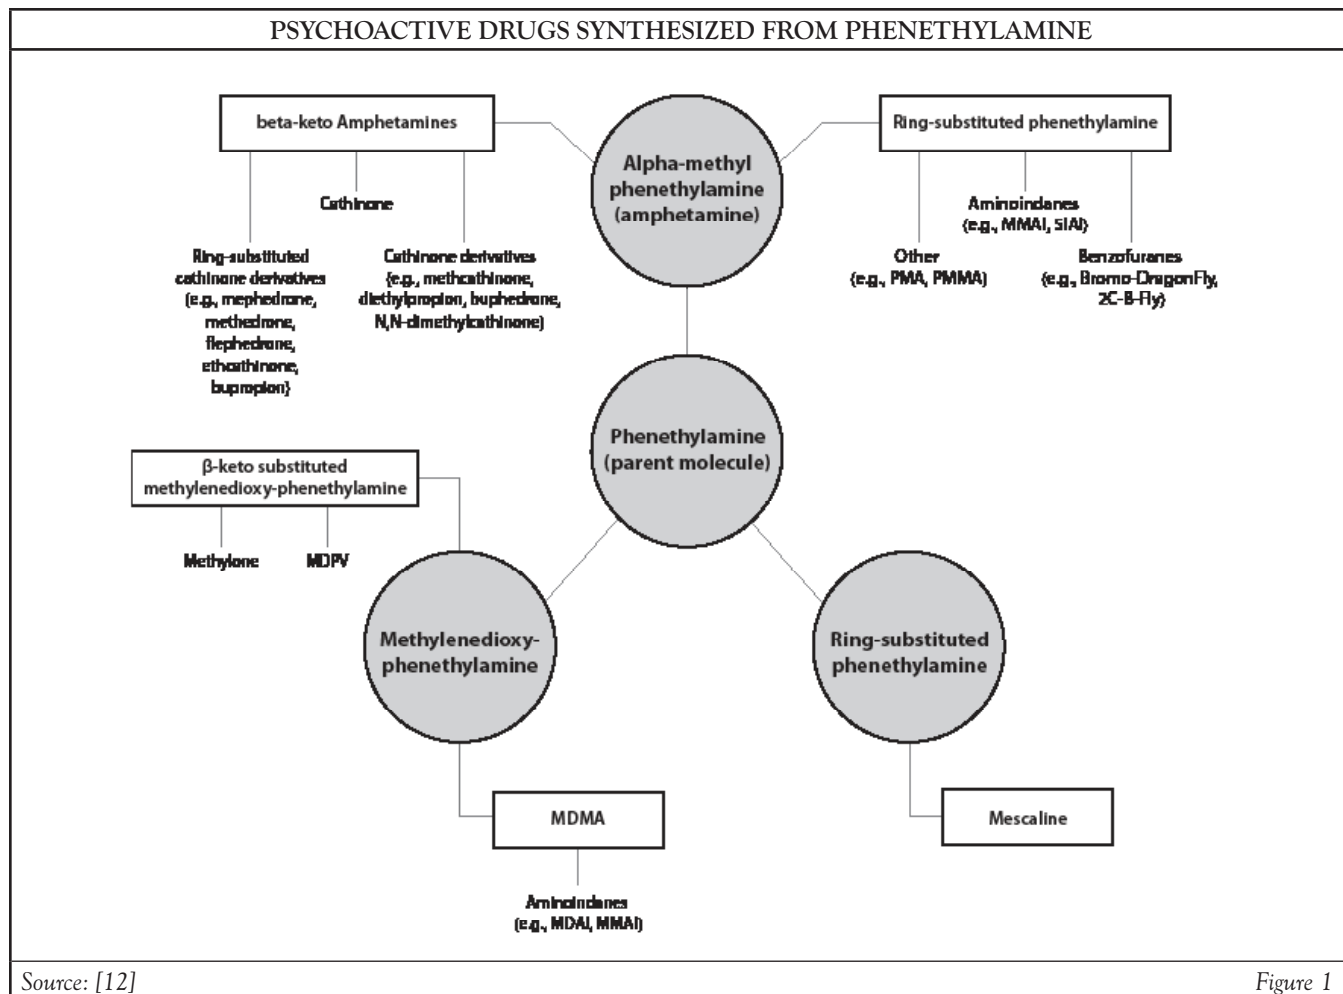 PSYCHOACTIVE DRUGS SYNTHESIZED FROM PHENETHYLAMINE
beta-keto Amphetamines
Cathinone
Ring-substituted
cathinone derivatives
(e.g., mephedrone,
methedrone,
flephedrone,
ethcathinone,
bupropion)
Cathinone derivatives
(e.g., methcathinone,
diethylpropion, buphedrone,
N,N-dimethylcathinone)
Alpha-methyl
phenethylamine
(amphetamine)
Ring-substituted phenethylamine
Other
(e.g., PMA, PMMA)
Aminoindanes
(e.g., MMAI, 5IAI)
Benzofuranes
(e.g., Bromo-DragonFly,
2C-B-Fly)
Phenethylamine
(parent molecule)
β-keto substituted
methylenedioxy-phenethylamine
Methylone
MDPV
Methylenedioxy-
phenethylamine
Ring-substituted
phenethylamine
MDMA
Aminoindanes
(e.g., MDAI, MMAI)
Mescaline
Source: [12]
Figure 1